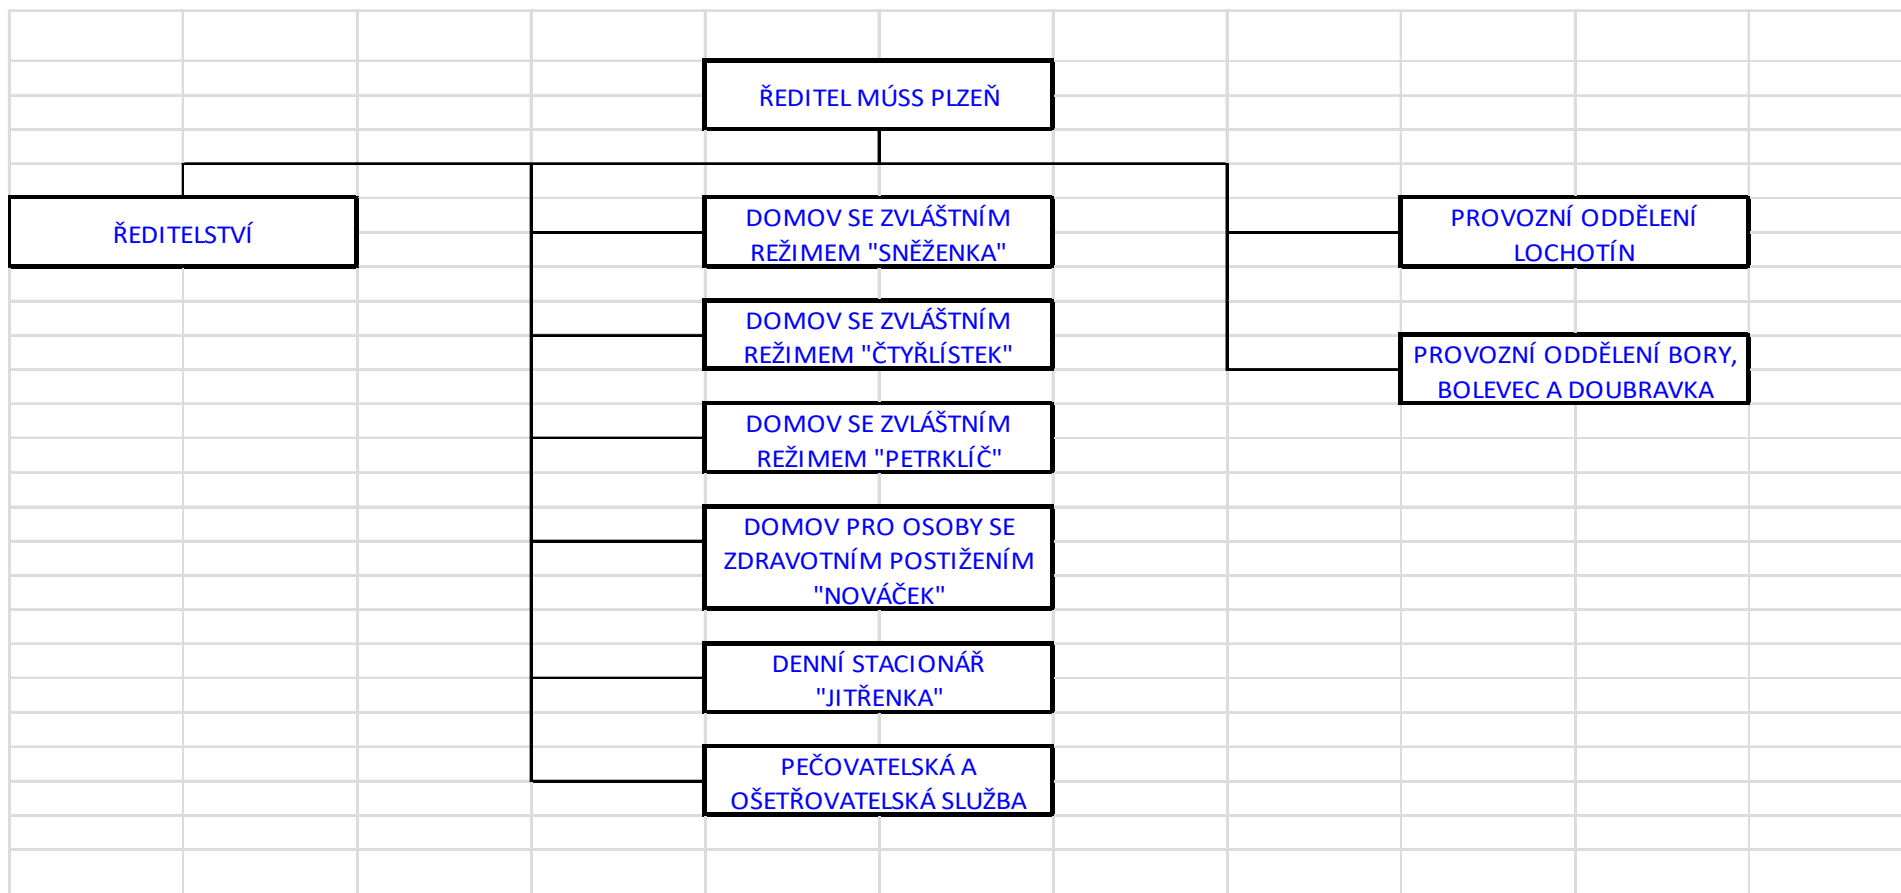 ŘEDITEL MÚSS PLZEŇ
ŘEDITELSTVÍ
DOMOV SE ZVLÁŠTNÍM
REŽIMEM "SNĚŽENKA"
DOMOV SE ZVLÁŠTNÍM
REŽIMEM "ČTYŘLÍSTEK"
DOMOV SE ZVLÁŠTNÍM
REŽIMEM "PETRKLÍČ"
DOMOV PRO OSOBY SE
ZDRAVOTNÍM POSTIŽENÍM
"NOVÁČEK"
DENNÍ STACIONÁŘ
"JITŘENKA"
PEČOVATELSKÁ A
OŠETŘOVATELSKÁ SLUŽBA
PROVOZNÍ ODDĚLENÍ
LOCHOTÍN
PROVOZNÍ ODDĚLENÍ BORY,
BOLEVEC A DOUBRAVKA